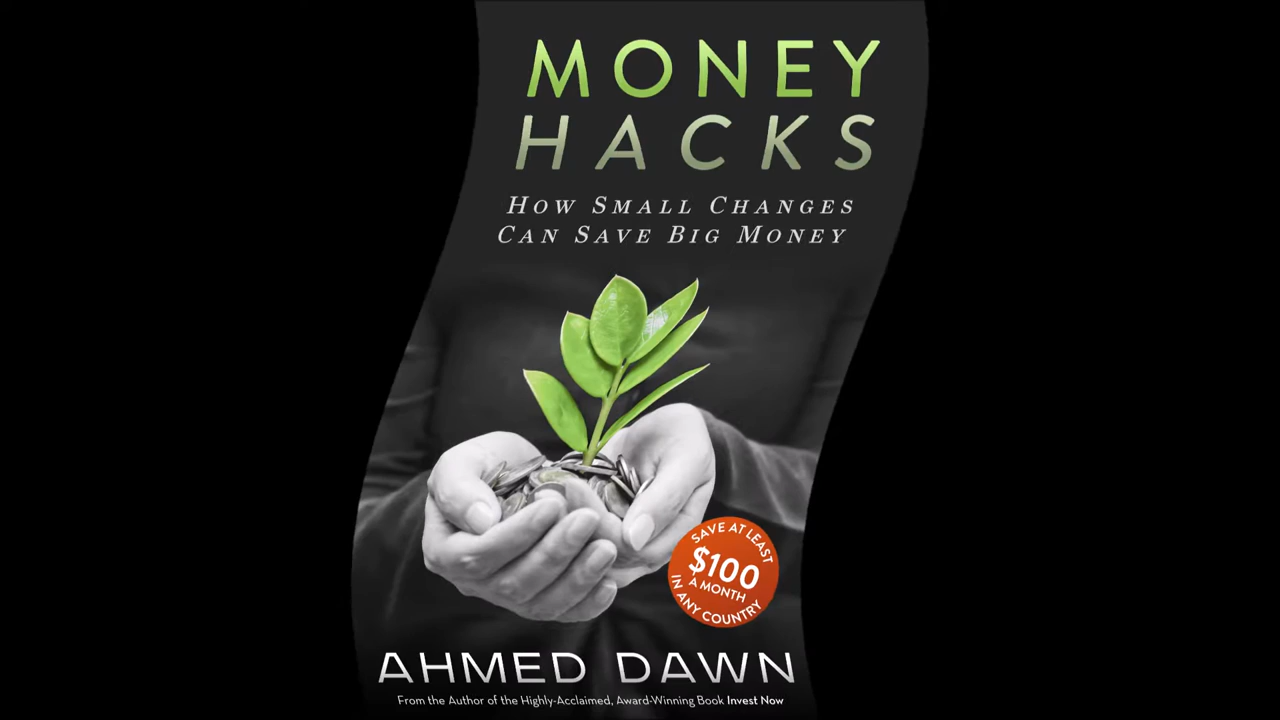 MONEY
HACKS
How Small Changes
Can Save Big Money
SAVE AT LEAST
$100
A MONTH
IN ANY COUNTRY
AHMED DAWN
From the Author of the Highly-Acclaimed, Award-Winning Book Invest Now